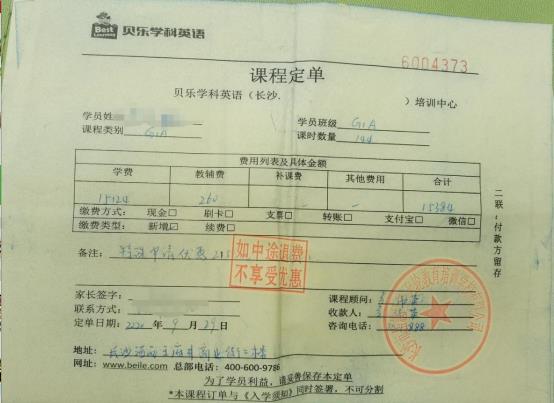 Best
Learning
贝乐学科英语
6004373
课程定单
贝乐学科英语（长沙. ）培训中心
学员姓
学员班级 G1A
课程类别 G1A
课时数量 144
费用列表及具体金额
学费 教辅费 补课费 其他费用 合计
15124 260 - - 15384
缴费方式: 现金□ 刷卡□ 支票□ 转账□ 支付宝□ 微信□
缴费类型: 新增☑ 续费□
备注: 申请优惠
如中途退费
不享受优惠
二联:付款方留存
家长签字:
课程顾问:
联系方式:
收款人:
定单日期: 年 9 月 29 日
咨询电话:
地址: 长沙
网址: www.beile.com 总部电话: 400-600-9786
为了学员利益，请妥善保存本定单
*本课程订单与《入学须知》同时签署，不可分割